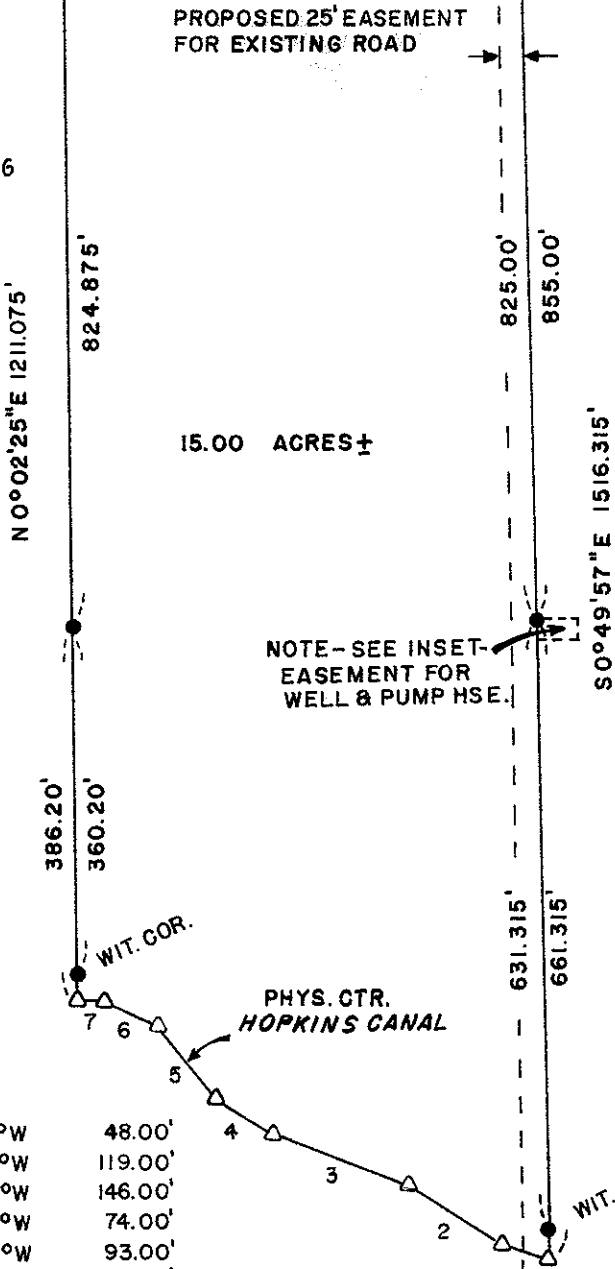 PROPOSED 25' EASEMENT
FOR EXISTING ROAD
6
N 0°02'25"E 1211.075'
824.875'
825.00'
855.00'
15.00 ACRES±
S 0°49'57"E 1516.315'
NOTE-SEE INSET-
EASEMENT FOR
WELL & PUMP HSE.
386.20'
360.20'
631.315'
661.315'
WIT. COR.
PHYS. CTR.
HOPKINS CANAL
7
6
5
4
3
2
WIT.
°W 48.00'
°W 119.00'
°W 146.00'
°W 74.00'
°W 93.00'